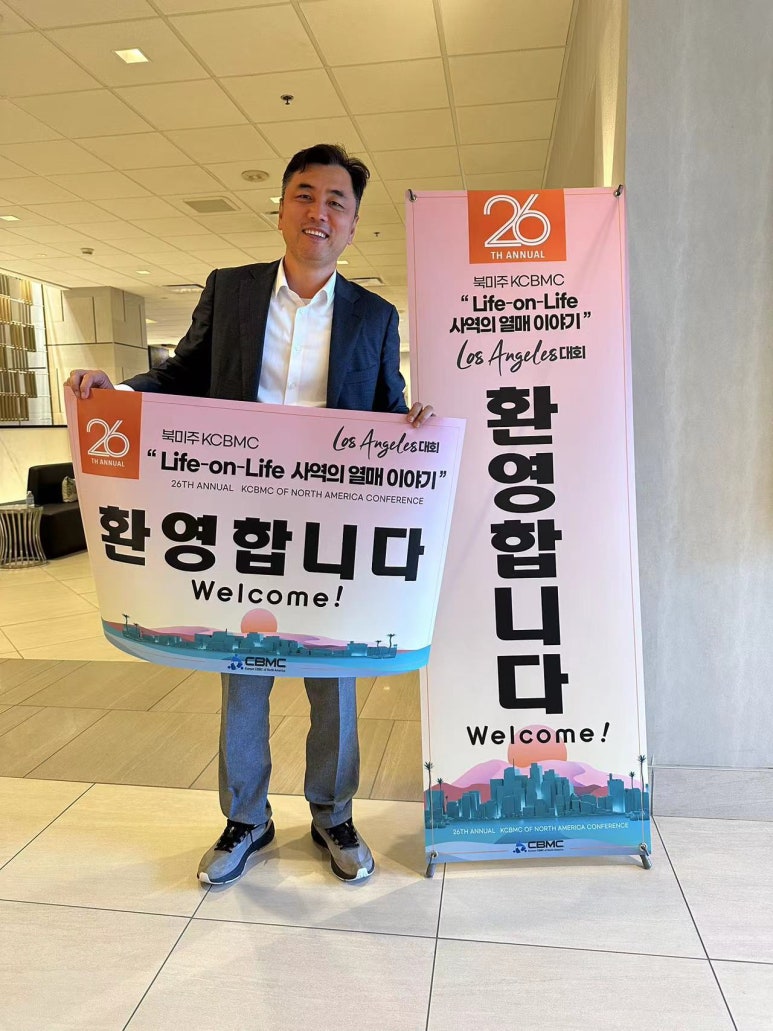 26
TH ANNUAL
북미주 KCBMC
Los Angeles대회
“ Life-on-Life 사역의 열매 이야기 ”
26TH ANNUAL KCBMC OF NORTH AMERICA CONFERENCE
환영합니다
Welcome!
CBMC
26
TH ANNUAL
북미주 KCBMC
“ Life-on-Life
사역의 열매 이야기 ”
Los Angeles대회
환영합니다
Welcome!
26TH ANNUAL KCBMC OF NORTH AMERICA CONFERENCE
CBMC